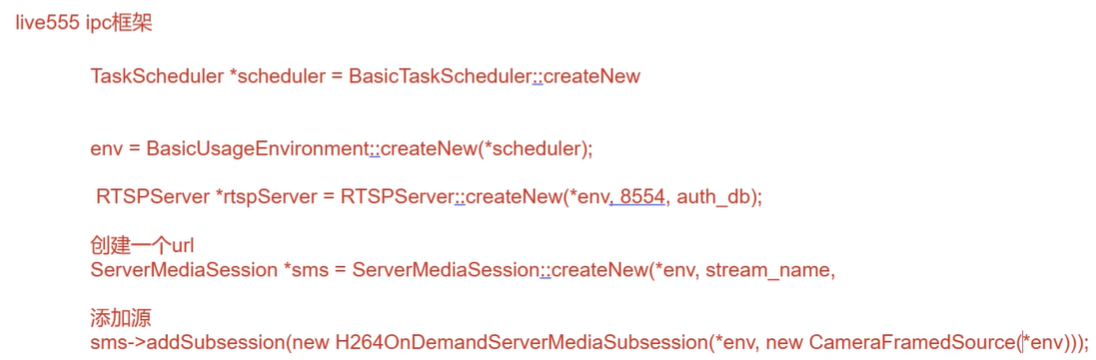 live555 ipc框架
TaskScheduler *scheduler = BasicTaskScheduler::createNew
env = BasicUsageEnvironment::createNew(*scheduler);
RTSPServer *rtspServer = RTSPServer::createNew(*env, 8554, auth_db);
创建一个url
ServerMediaSession *sms = ServerMediaSession::createNew(*env, stream_name,
添加源
sms->addSubsession(new H264OnDemandServerMediaSubsession(*env, new CameraFramedSource(*env)));